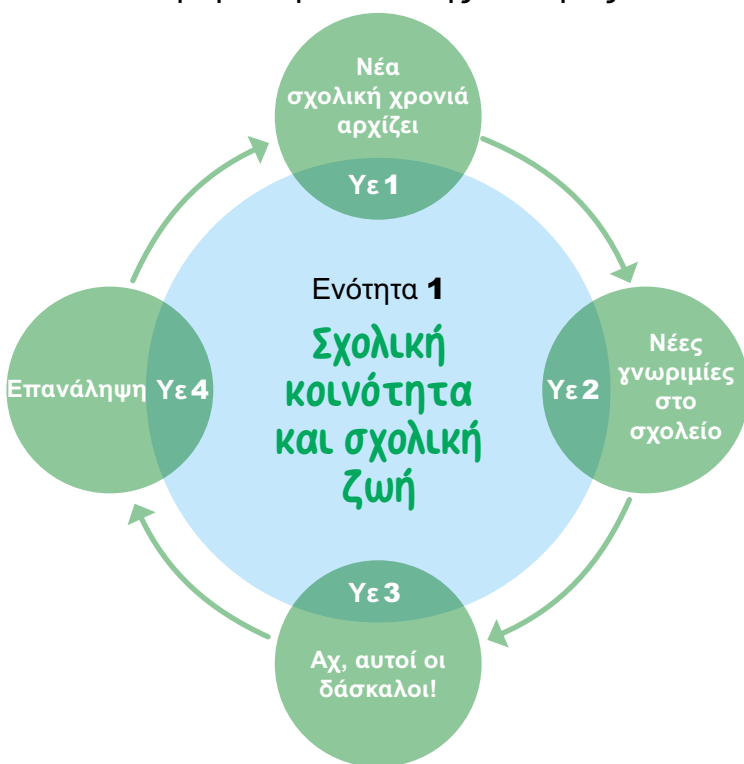 Νέα
σχολική χρονιά
αρχίζει
Υε 1
Ενότητα 1
Σχολική
κοινότητα
και σχολική
ζωή
Νέες
γνωριμίες
στο
σχολείο
Υε 2
Υε 3
Αχ, αυτοί οι
δάσκαλοι!
Επανάληψη Υε 4